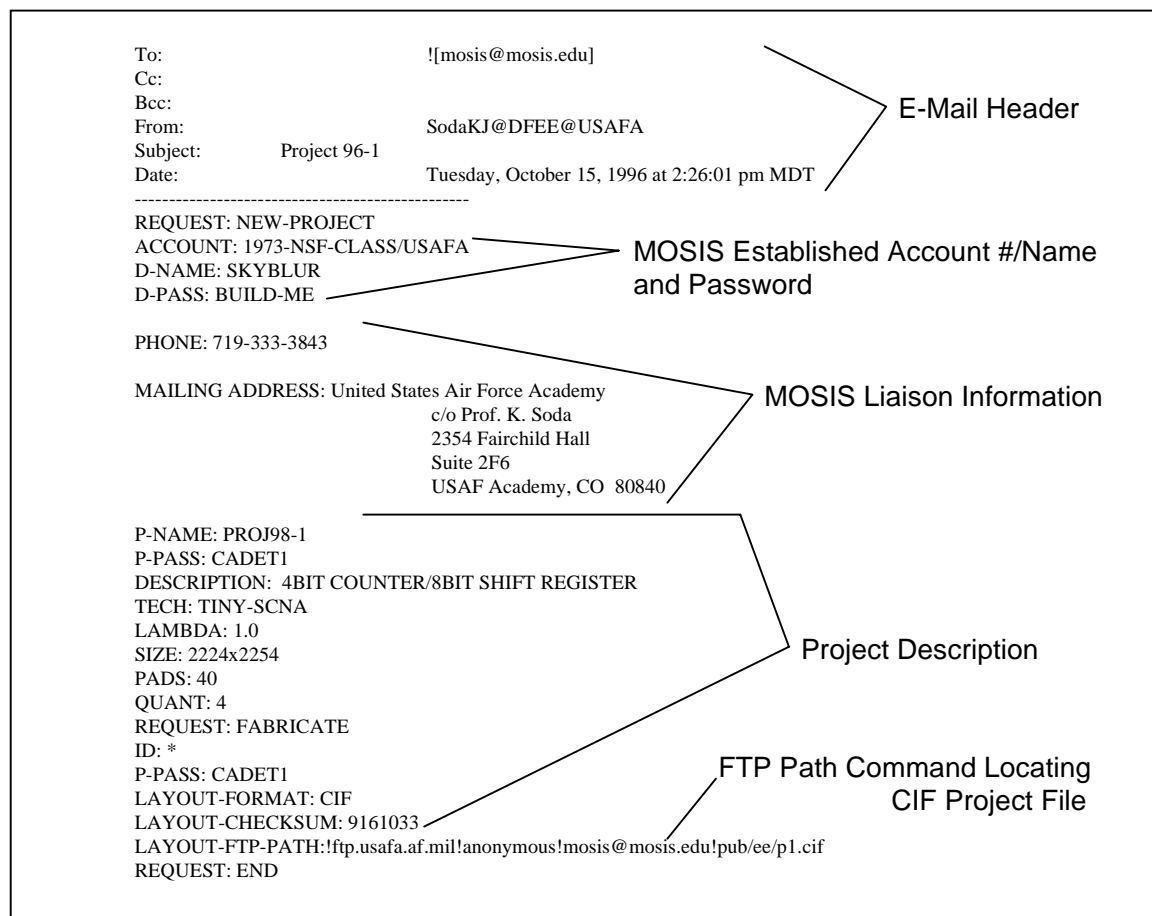 To: ![mosis@mosis.edu]
Cc:
Bcc:
From: SodaKJ@DFEE@USAFA
Subject: Project 96-1
Date: Tuesday, October 15, 1996 at 2:26:01 pm MDT
-------------------------------------------------
E-Mail Header
REQUEST: NEW-PROJECT
ACCOUNT: 1973-NSF-CLASS/USAFA
D-NAME: SKYBLUR
D-PASS: BUILD-ME
MOSIS Established Account #/Name
and Password
PHONE: 719-333-3843
MAILING ADDRESS: United States Air Force Academy
c/o Prof. K. Soda
2354 Fairchild Hall
Suite 2F6
USAF Academy, CO 80840
MOSIS Liaison Information
P-NAME: PROJ98-1
P-PASS: CADET1
DESCRIPTION: 4BIT COUNTER/8BIT SHIFT REGISTER
TECH: TINY-SCNA
LAMBDA: 1.0
SIZE: 2224x2254
PADS: 40
QUANT: 4
REQUEST: FABRICATE
ID: *
P-PASS: CADET1
LAYOUT-FORMAT: CIF
LAYOUT-CHECKSUM: 9161033
Project Description
LAYOUT-FTP-PATH:!ftp.usafa.af.mil!anonymous!mosis@mosis.edu!pub/ee/p1.cif
REQUEST: END
FTP Path Command Locating
CIF Project File